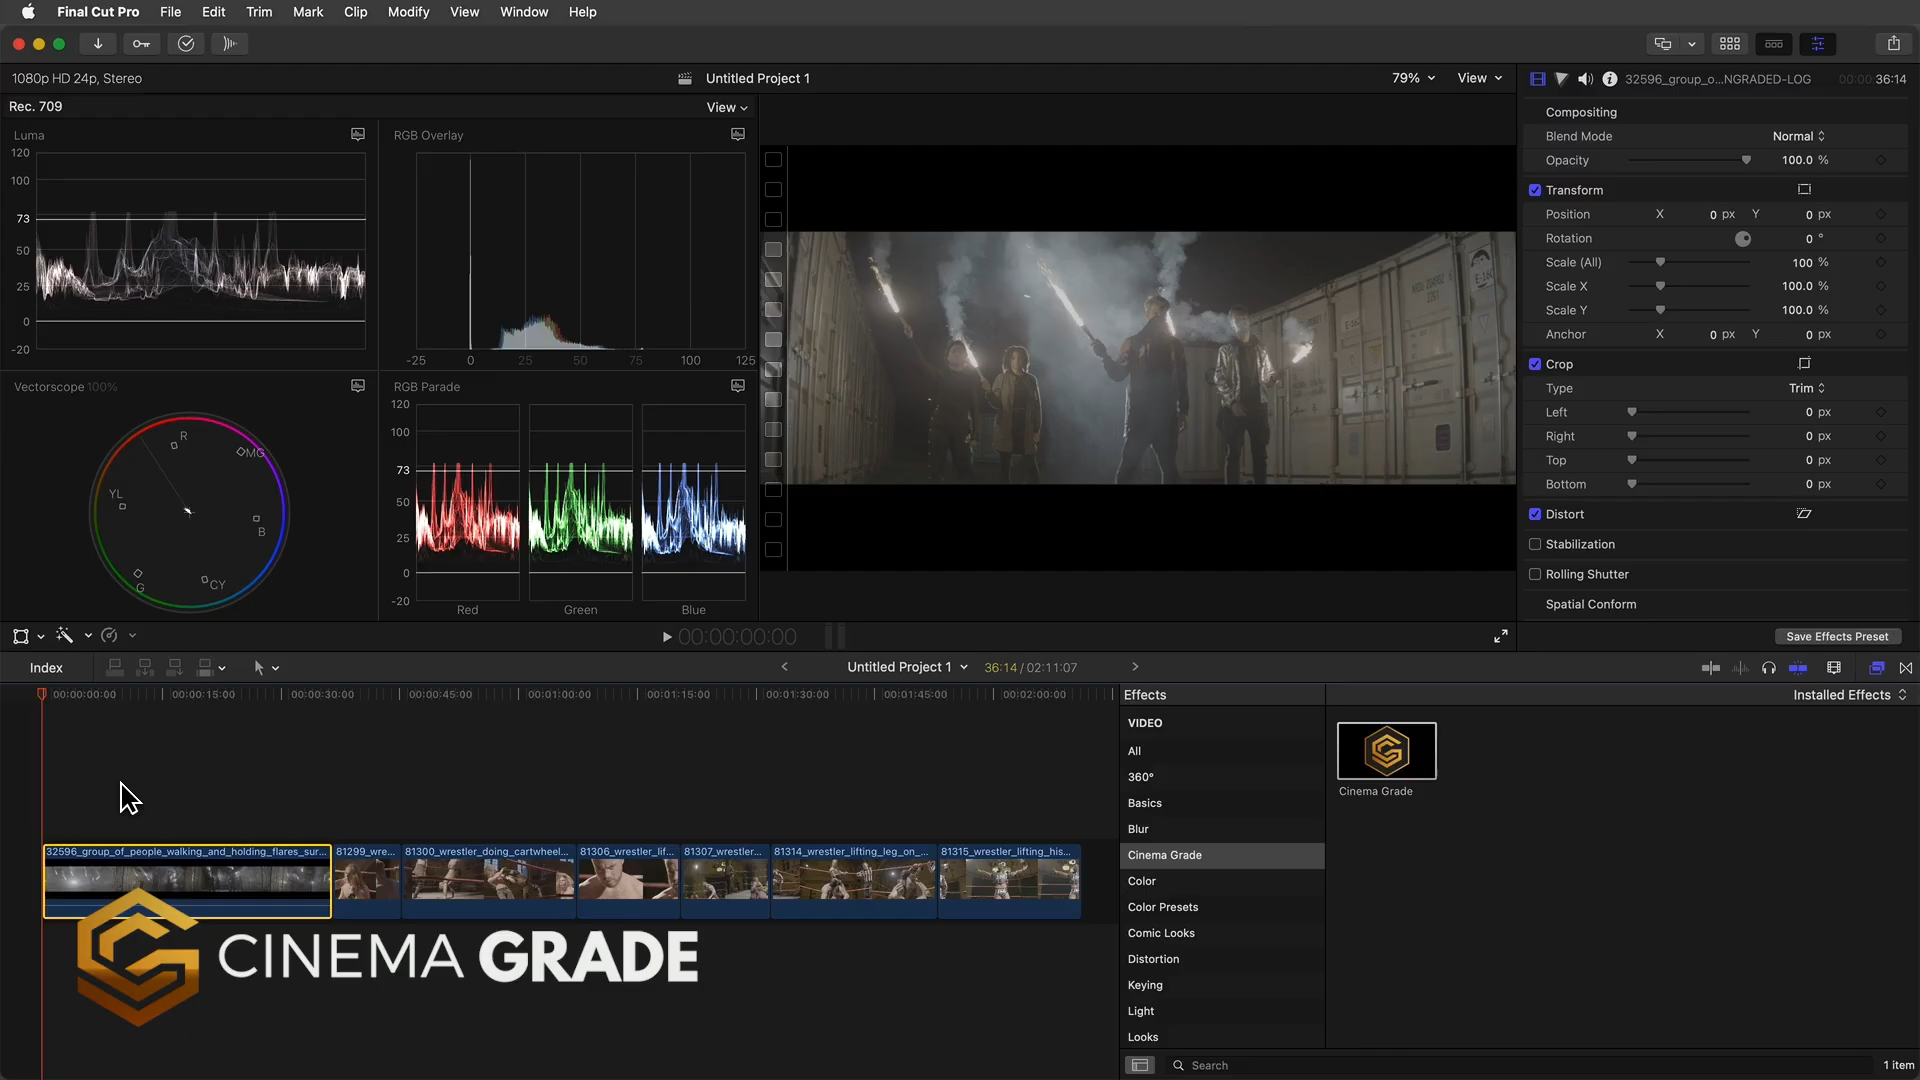 Final Cut Pro File Edit Trim Mark Clip Modify View Window Help
1080p HD 24p, Stereo
Untitled Project 1
79% View
32596_group_o...NGRADED-LOG 00:00:36:14
Rec. 709
View
Luma
120
100
73
50
25
0
-20
RGB Overlay
-25 0 25 50 75 100 125
Vectorscope 100%
R
MG
B
CY
G
YL
RGB Parade
120
100
73
50
25
0
-20
Red Green Blue
Compositing
Blend Mode Normal
Opacity 100.0 %
Transform
Position X 0 px Y 0 px
Rotation 0 °
Scale (All) 100 %
Scale X 100.0 %
Scale Y 100.0 %
Anchor X 0 px Y 0 px
Crop
Type Trim
Left 0 px
Right 0 px
Top 0 px
Bottom 0 px
Distort
Stabilization
Rolling Shutter
Spatial Conform
00:00:00:00
Save Effects Preset
Index
Untitled Project 1 36:14 / 02:11:07
00:00:00:00 00:00:15:00 00:00:30:00 00:00:45:00 00:01:00:00 00:01:15:00 00:01:30:00 00:01:45:00 00:02:00:00
32596_group_of_people_walking_and_holding_flares_sur... 81299_wre... 81300_wrestler_doing_cartwheel... 81306_wrestler_lif... 81307_wrestler... 81314_wrestler_lifting_leg_on_... 81315_wrestler_lifting_his...
CINEMA GRADE
Effects
Installed Effects
VIDEO
All
360°
Basics
Blur
Cinema Grade
Color
Color Presets
Comic Looks
Distortion
Keying
Light
Looks
Cinema Grade
Search
1 item